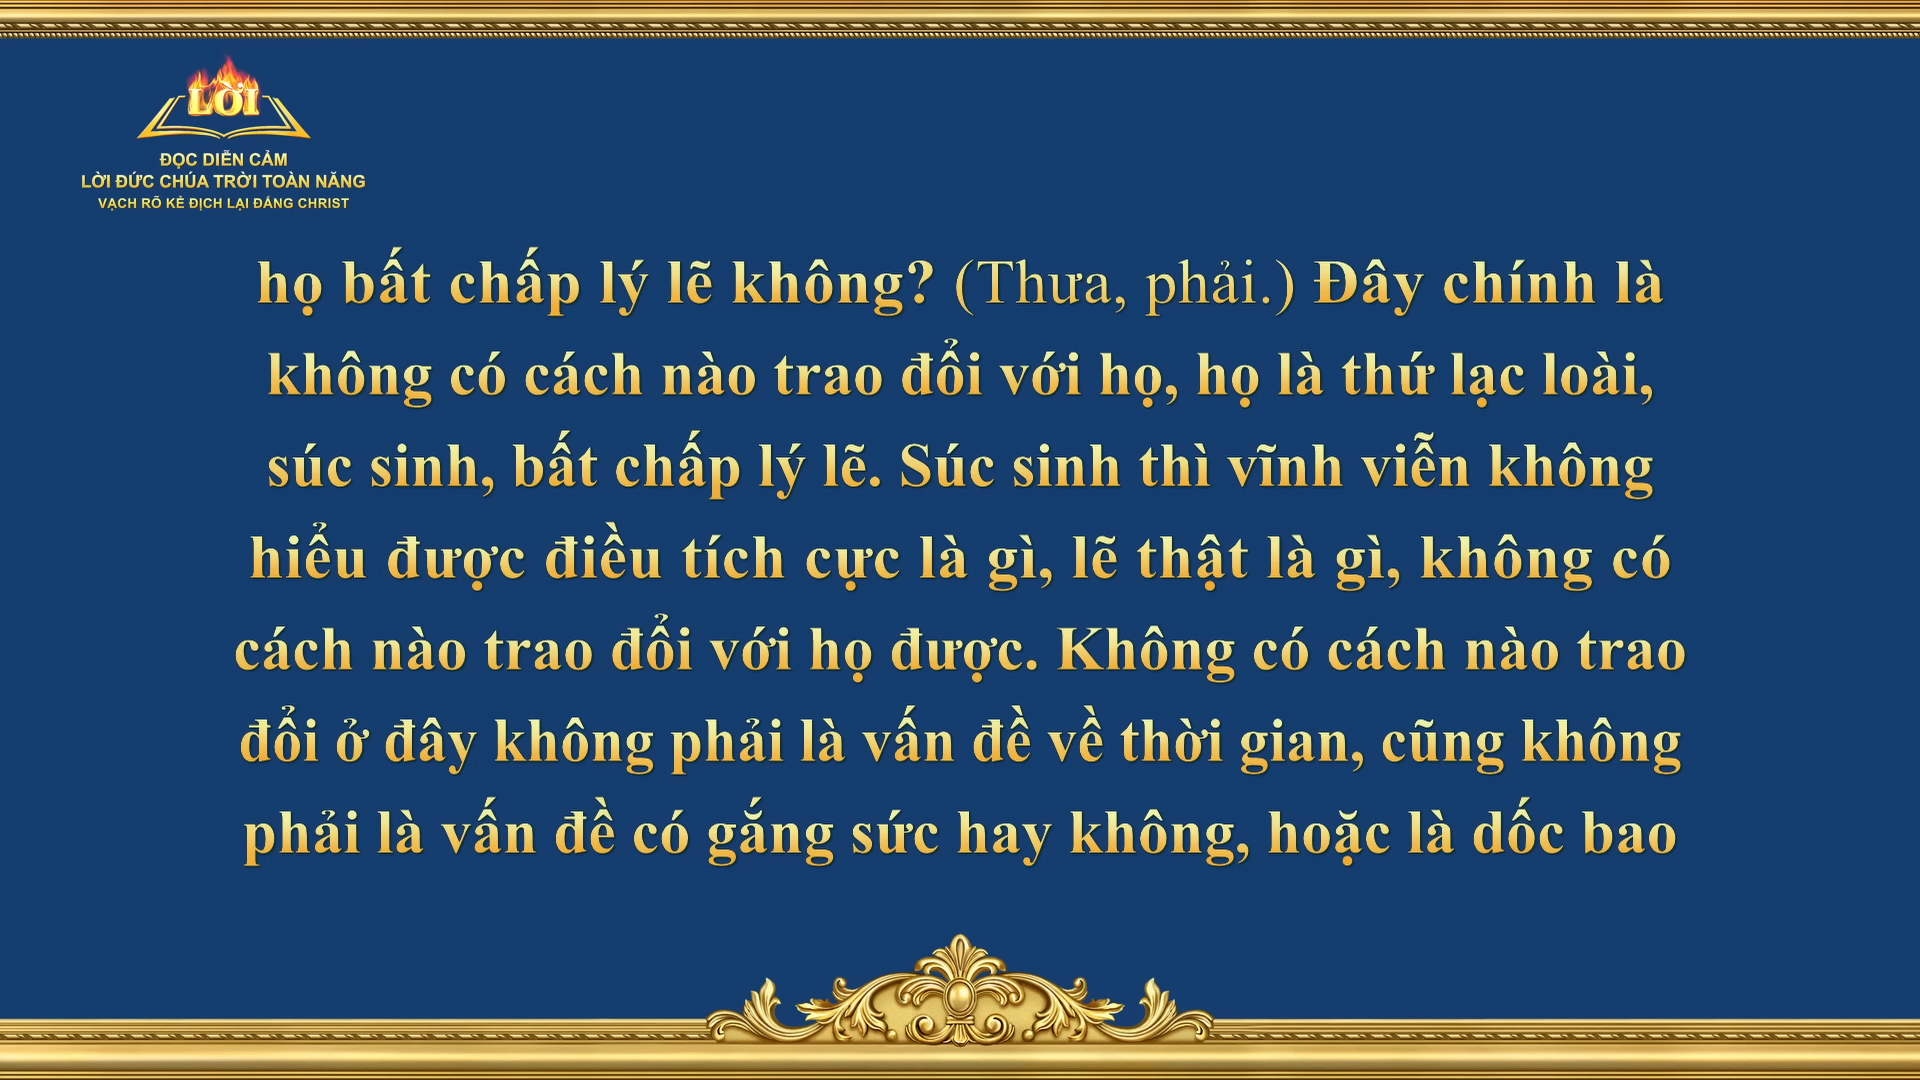 LỜI
ĐỌC DIỄN CẢM
LỜI ĐỨC CHÚA TRỜI TOÀN NĂNG
VẠCH RÕ KẺ ĐỊCH LẠI ĐẤNG CHRIST
họ bất chấp lý lẽ không? (Thưa, phải.) Đây chính là
không có cách nào trao đổi với họ, họ là thứ lạc loài,
súc sinh, bất chấp lý lẽ. Súc sinh thì vĩnh viễn không
hiểu được điều tích cực là gì, lẽ thật là gì, không có
cách nào trao đổi với họ được. Không có cách nào trao
đổi ở đây không phải là vấn đề về thời gian, cũng không
phải là vấn đề có gắng sức hay không, hoặc là dốc bao